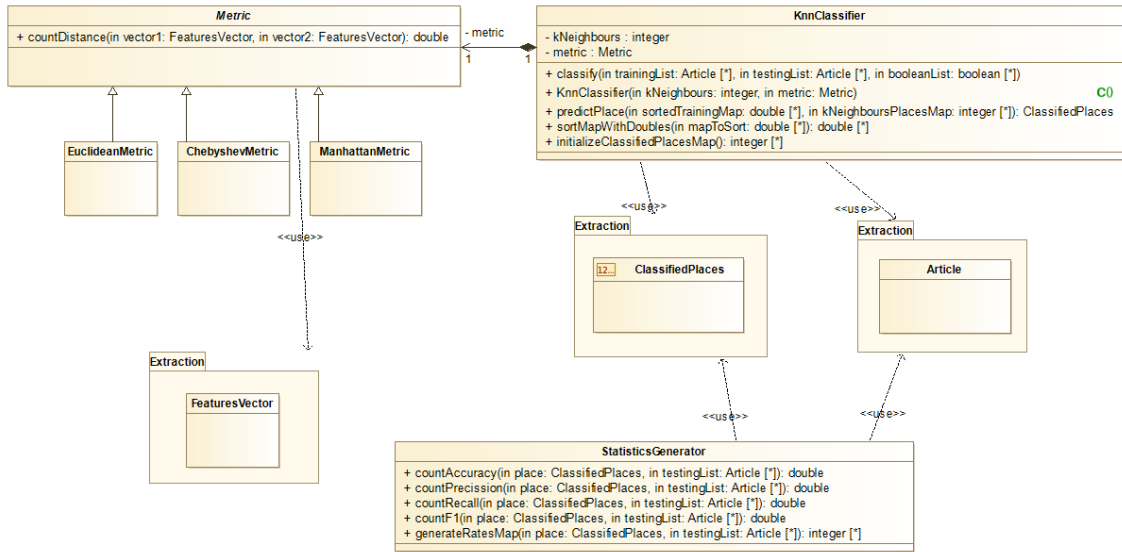 Metric
+ countDistance(in vector1: FeaturesVector, in vector2: FeaturesVector): double
- metric
1
1
KnnClassifier
- kNeighbours : integer
- metric : Metric
+ classify(in trainingList: Article [*], in testingList: Article [*], in booleanList: boolean [*])
+ KnnClassifier(in kNeighbours: integer, in metric: Metric)
C()
+ predictPlace(in sortedTrainingMap: double [*], in kNeighboursPlacesMap: integer [*]): ClassifiedPlaces
+ sortMapWithDoubles(in mapToSort: double [*]): double [*]
+ initializeClassifiedPlacesMap(): integer [*]
EuclideanMetric
ChebyshevMetric
ManhattanMetric
<<use>>
<<use>>
<<use>>
Extraction
12...
ClassifiedPlaces
Extraction
Article
Extraction
FeaturesVector
<<use>>
<<use>>
StatisticsGenerator
+ countAccuracy(in place: ClassifiedPlaces, in testingList: Article [*]): double
+ countPrecission(in place: ClassifiedPlaces, in testingList: Article [*]): double
+ countRecall(in place: ClassifiedPlaces, in testingList: Article [*]): double
+ countF1(in place: ClassifiedPlaces, in testingList: Article [*]): double
+ generateRatesMap(in place: ClassifiedPlaces, in testingList: Article [*]): integer [*]